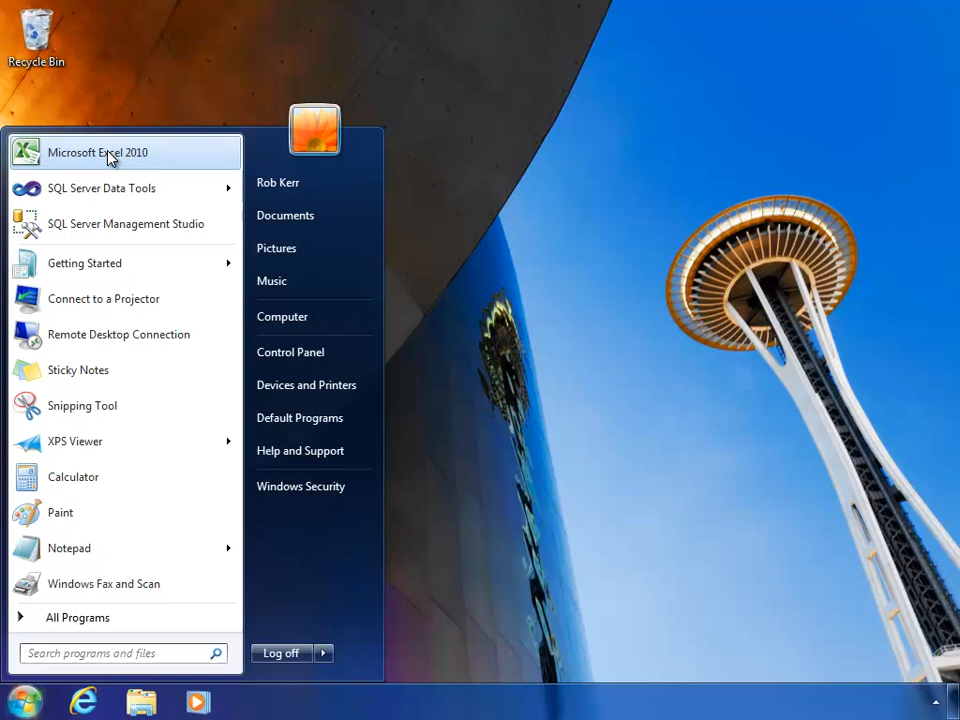 Recycle Bin
Microsoft Excel 2010
SQL Server Data Tools
SQL Server Management Studio
Getting Started
Connect to a Projector
Remote Desktop Connection
Sticky Notes
Snipping Tool
XPS Viewer
Calculator
Paint
Notepad
Windows Fax and Scan
All Programs
Search programs and files
Rob Kerr
Documents
Pictures
Music
Computer
Control Panel
Devices and Printers
Default Programs
Help and Support
Windows Security
Log off